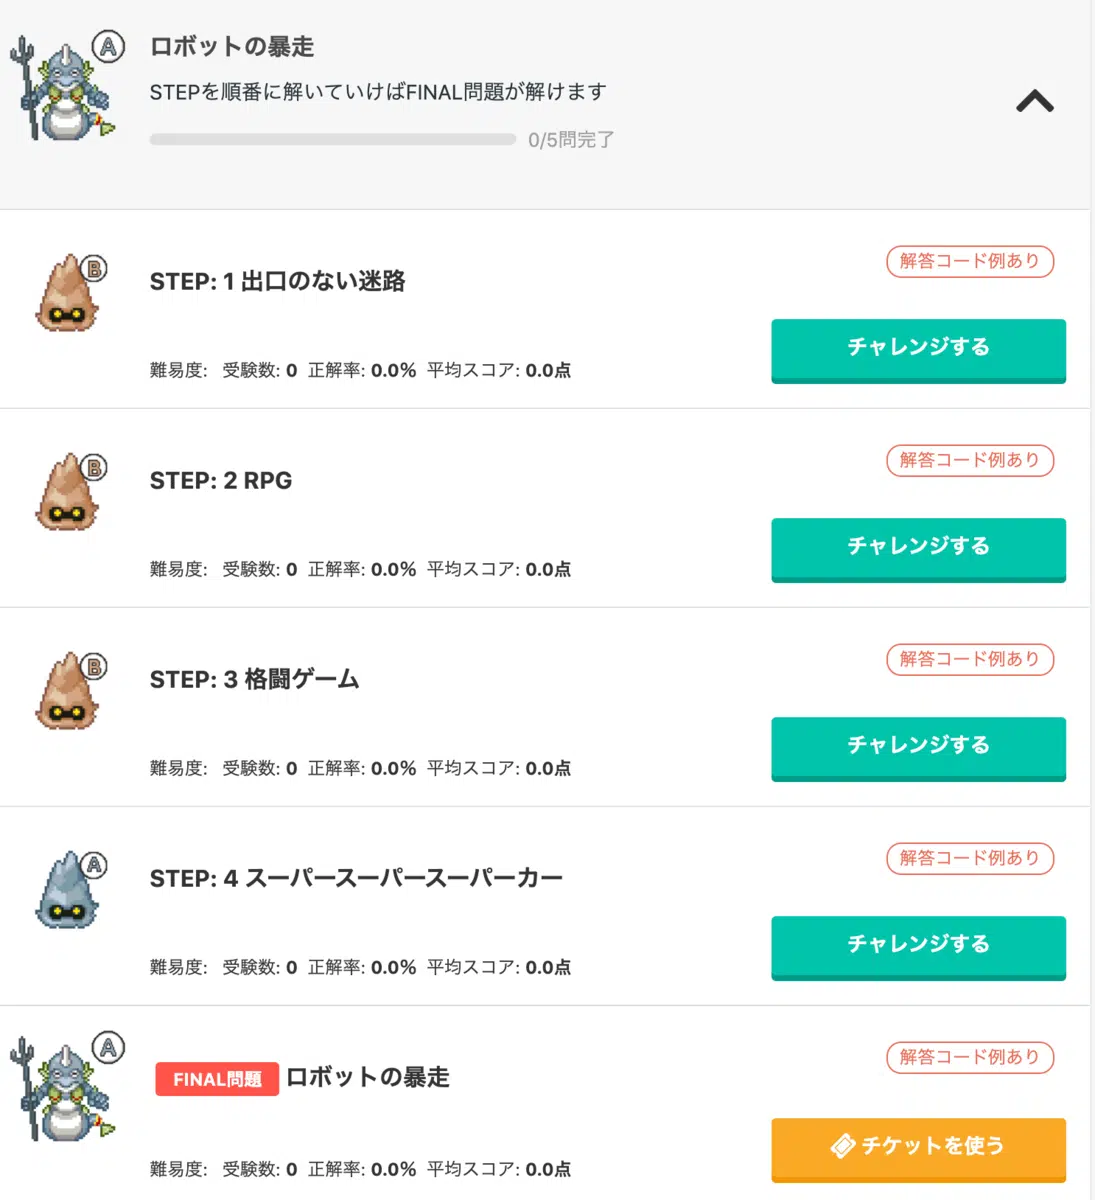 A
ロボットの暴走
STEPを順番に解いていけばFINAL問題が解けます
0/5問完了
B
STEP: 1 出口のない迷路
解答コード例あり
チャレンジする
難易度: 受験数: 0 正解率: 0.0% 平均スコア: 0.0点
B
STEP: 2 RPG
解答コード例あり
チャレンジする
難易度: 受験数: 0 正解率: 0.0% 平均スコア: 0.0点
B
STEP: 3 格闘ゲーム
解答コード例あり
チャレンジする
難易度: 受験数: 0 正解率: 0.0% 平均スコア: 0.0点
A
STEP: 4 スーパースーパースーパーカー
解答コード例あり
チャレンジする
難易度: 受験数: 0 正解率: 0.0% 平均スコア: 0.0点
A
FINAL問題 ロボットの暴走
解答コード例あり
チケットを使う
難易度: 受験数: 0 正解率: 0.0% 平均スコア: 0.0点